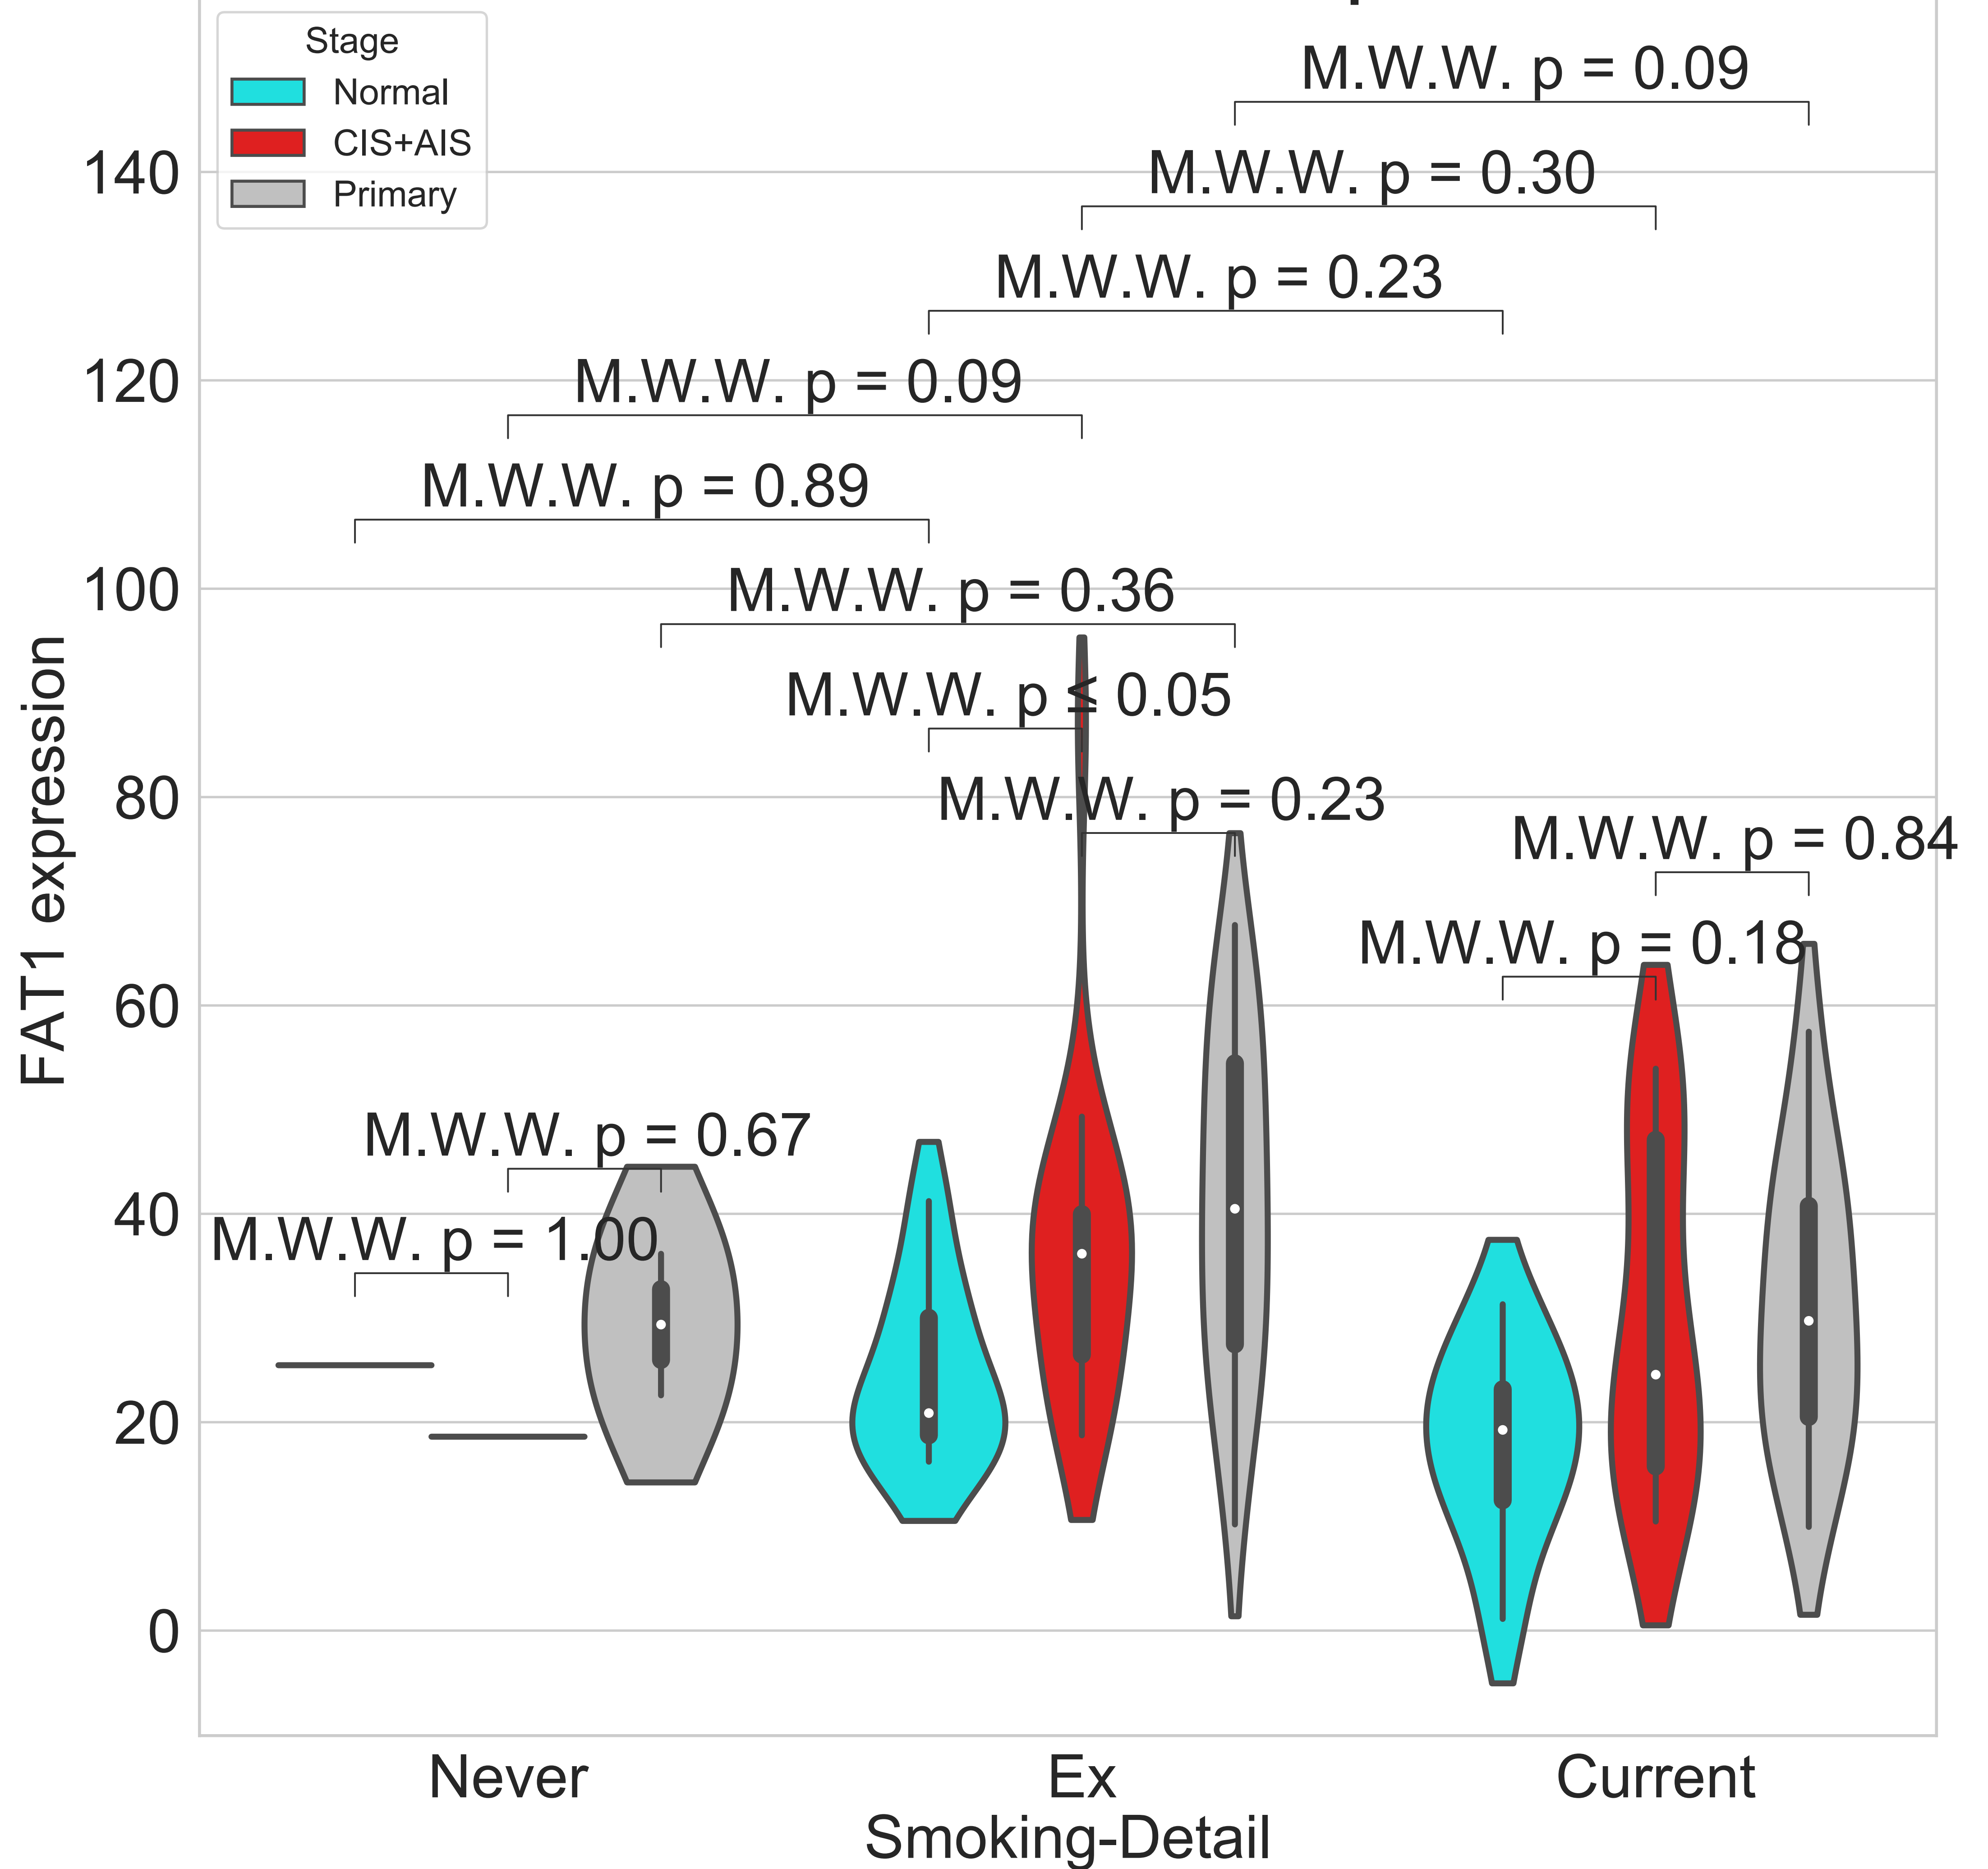 Stage
Normal
CIS+AIS
Primary
M.W.W. p = 0.09
M.W.W. p = 0.30
M.W.W. p = 0.23
M.W.W. p = 0.09
M.W.W. p = 0.89
M.W.W. p = 0.36
M.W.W. p ≤ 0.05
M.W.W. p = 0.23
M.W.W. p = 0.84
M.W.W. p = 0.18
M.W.W. p = 0.67
M.W.W. p = 1.00
FAT1 expression
140
120
100
80
60
40
20
0
Never Ex Current
Smoking-Detail